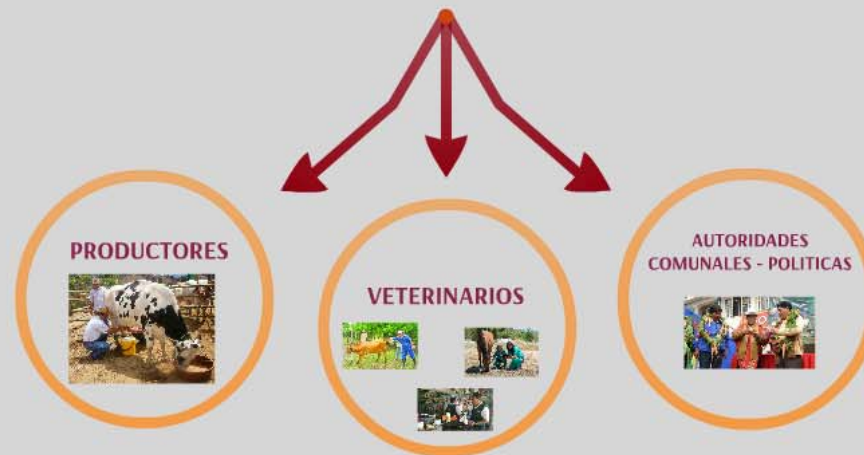 PRODUCTORES
VETERINARIOS
AUTORIDADES
COMUNALES - POLITICAS